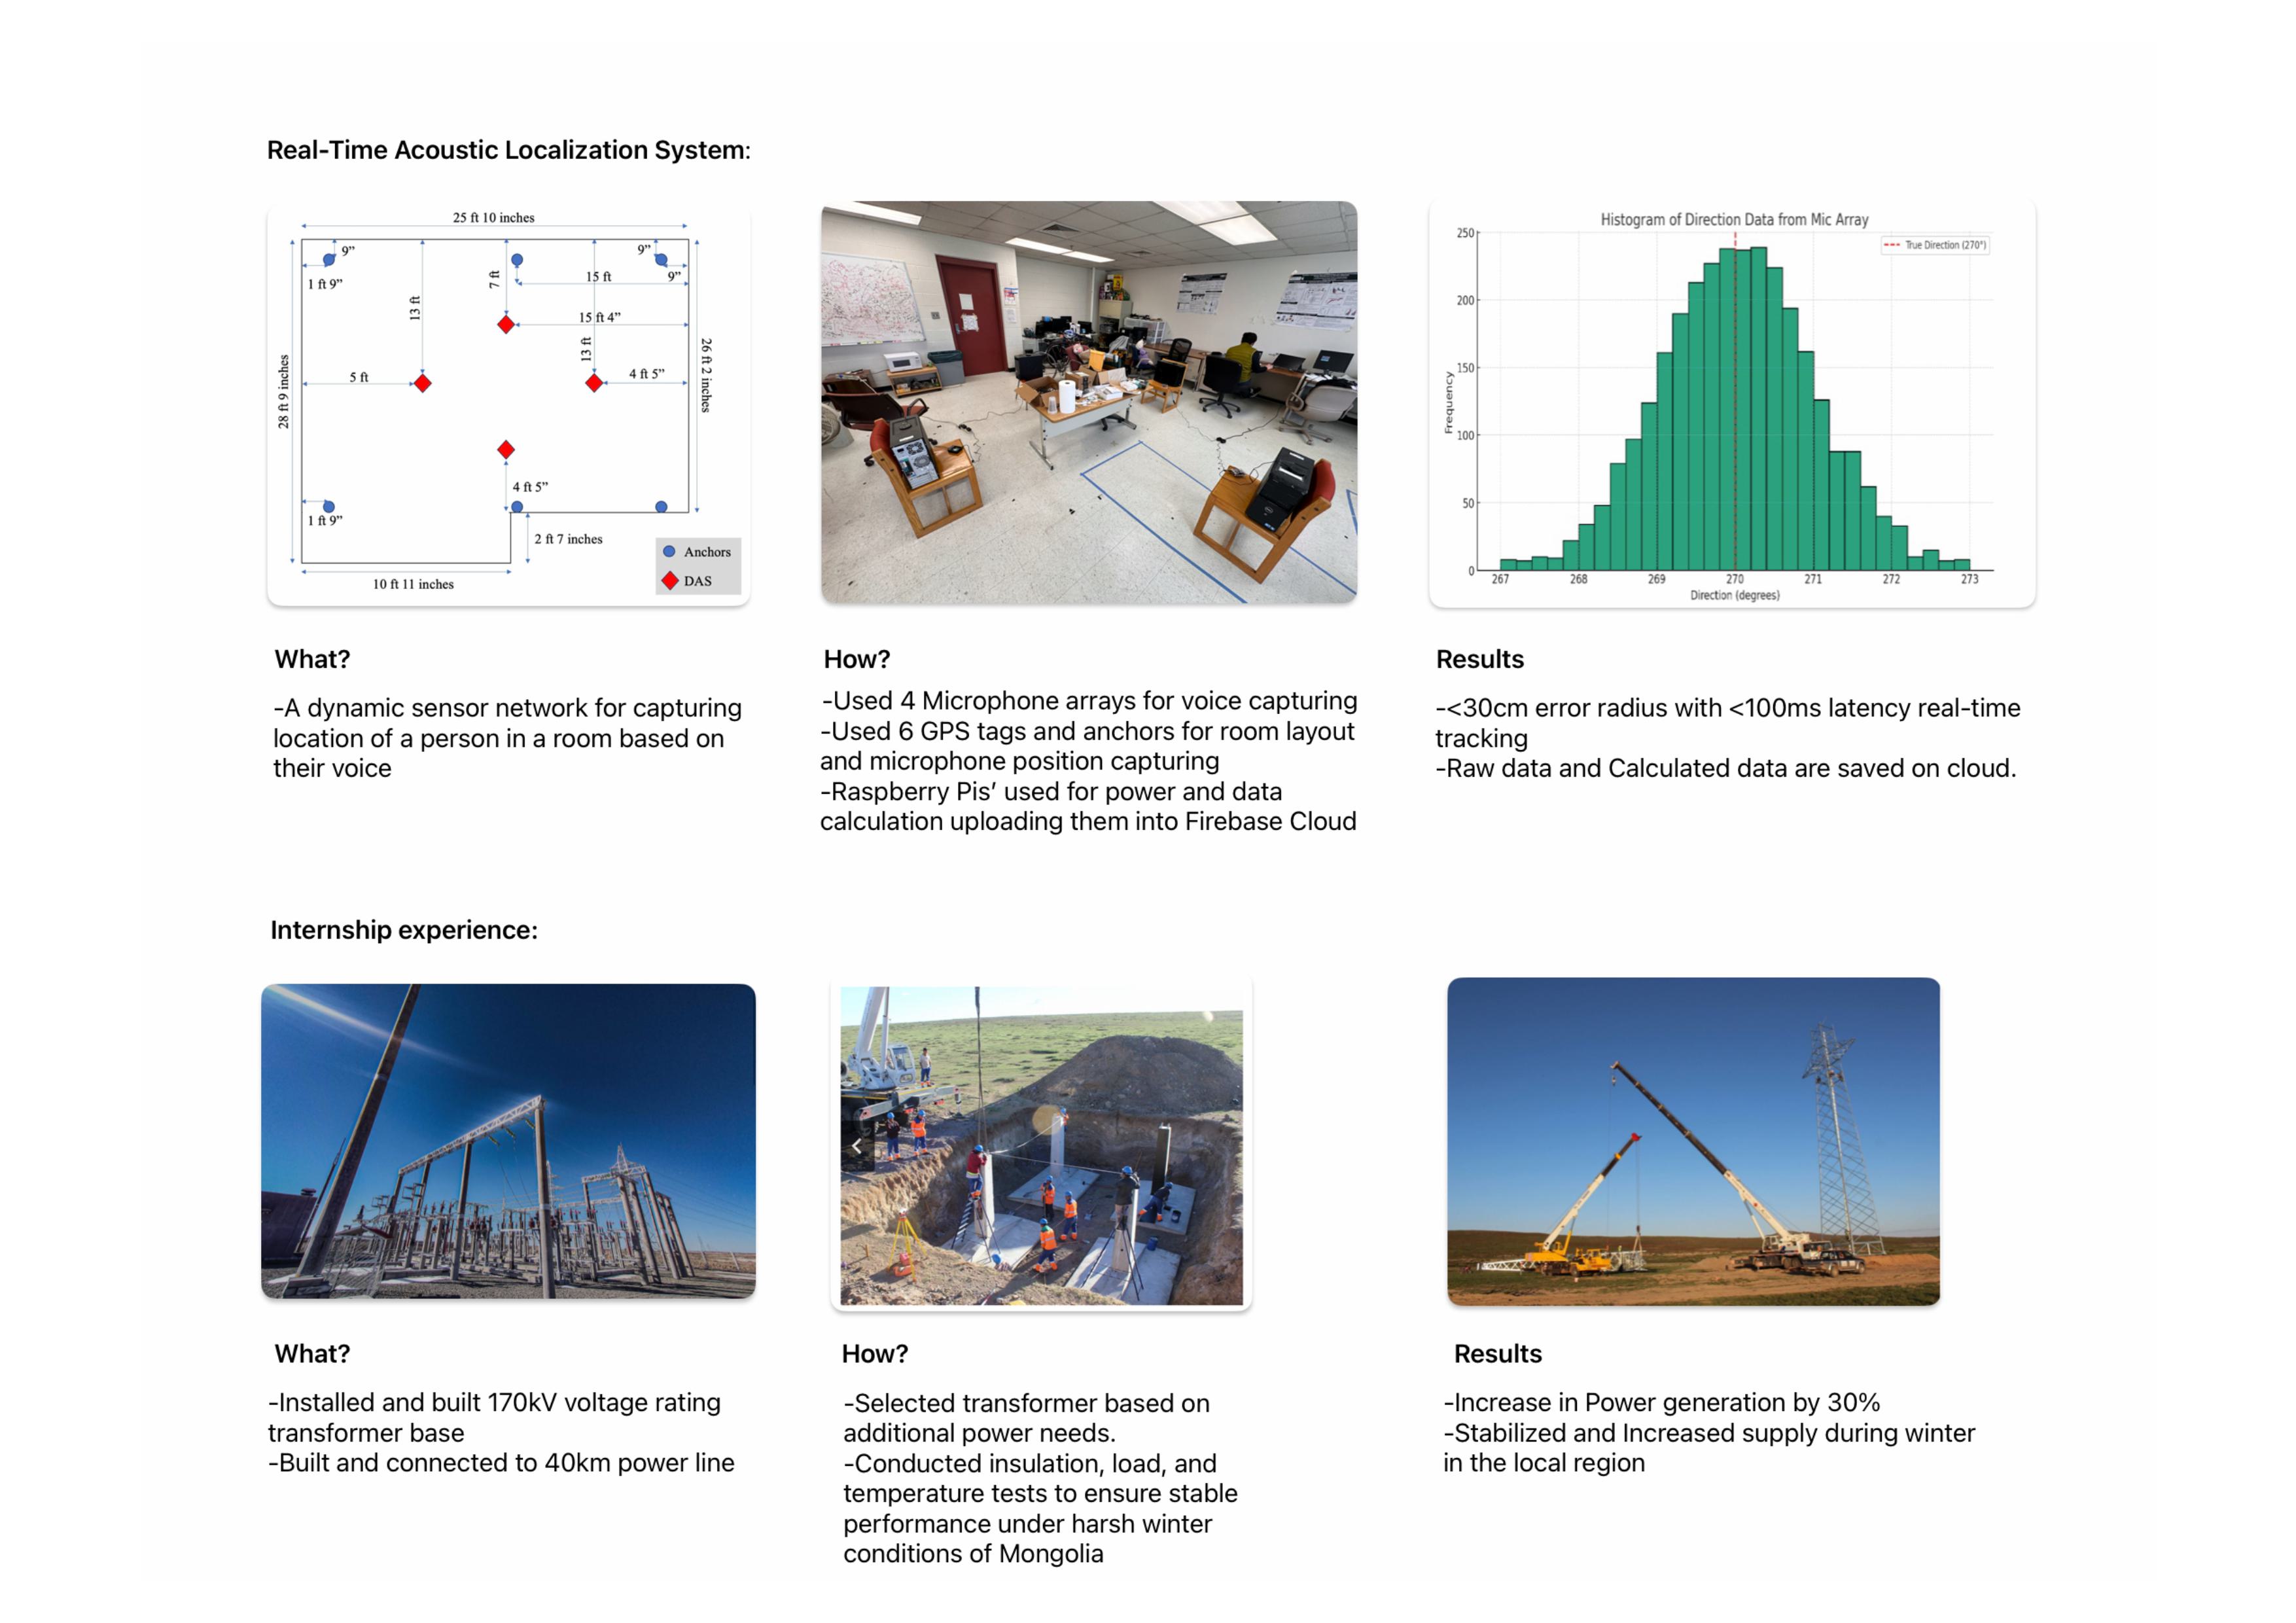 Real-Time Acoustic Localization System:
25 ft 10 inches
9”
9”
1 ft 9”
9”
15 ft
7 ft
13 ft
15 ft 4”
13 ft
5 ft
4 ft 5”
28 ft 9 inches
26 ft 2 inches
4 ft 5”
1 ft 9”
2 ft 7 inches
10 ft 11 inches
Anchors
DAS
Histogram of Direction Data from Mic Array
True Direction (270°)
250
200
150
100
50
0
Frequency
267 268 269 270 271 272 273
Direction (degrees)
What?
-A dynamic sensor network for capturing
location of a person in a room based on
their voice
How?
-Used 4 Microphone arrays for voice capturing
-Used 6 GPS tags and anchors for room layout
and microphone position capturing
-Raspberry Pis’ used for power and data
calculation uploading them into Firebase Cloud
Results
-<30cm error radius with <100ms latency real-time
tracking
-Raw data and Calculated data are saved on cloud.
Internship experience:
What?
-Installed and built 170kV voltage rating
transformer base
-Built and connected to 40km power line
How?
-Selected transformer based on
additional power needs.
-Conducted insulation, load, and
temperature tests to ensure stable
performance under harsh winter
conditions of Mongolia
Results
-Increase in Power generation by 30%
-Stabilized and Increased supply during winter
in the local region